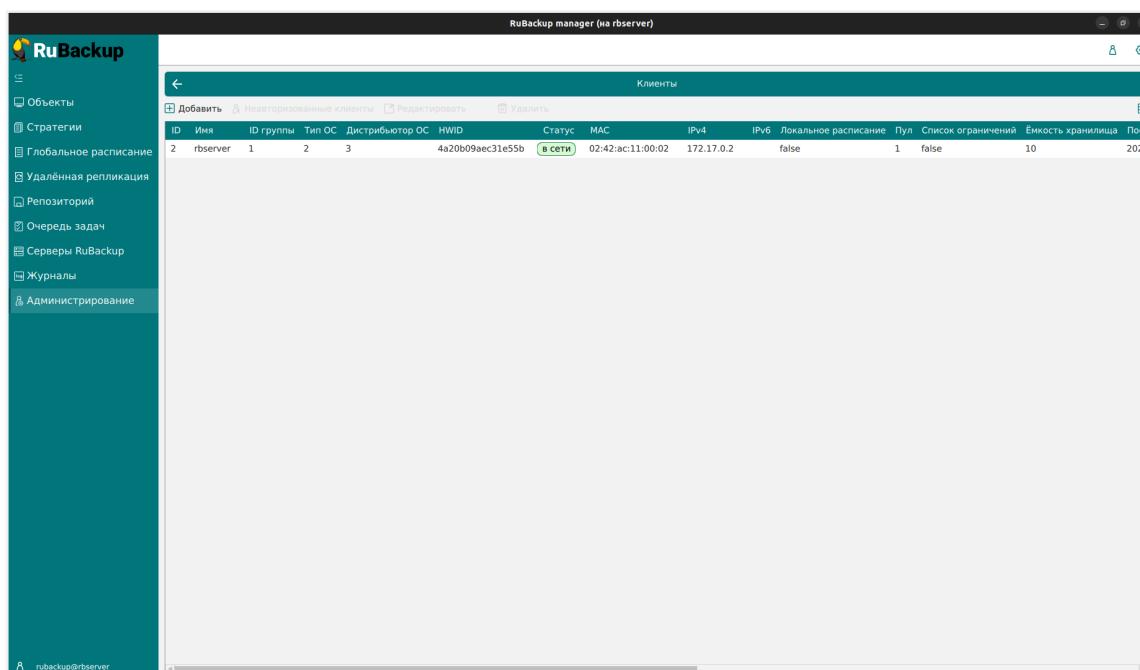 RuBackup manager (на rbserver)
RuBackup
Объекты
Стратегии
Глобальное расписание
Удалённая репликация
Репозиторий
Очередь задач
Серверы RuBackup
Журналы
Администрирование
rubackup@rbserver
Клиенты
Добавить Неавторизованные клиенты Редактировать Удалить
ID Имя ID группы Тип ОС Дистрибьютор ОС HWID Статус MAC IPv4 IPv6 Локальное расписание Пул Список ограничений Ёмкость хранилища
2 rbserver 1 2 3 4a20b09aec31e55b в сети 02:42:ac:11:00:02 172.17.0.2 false 1 false 10